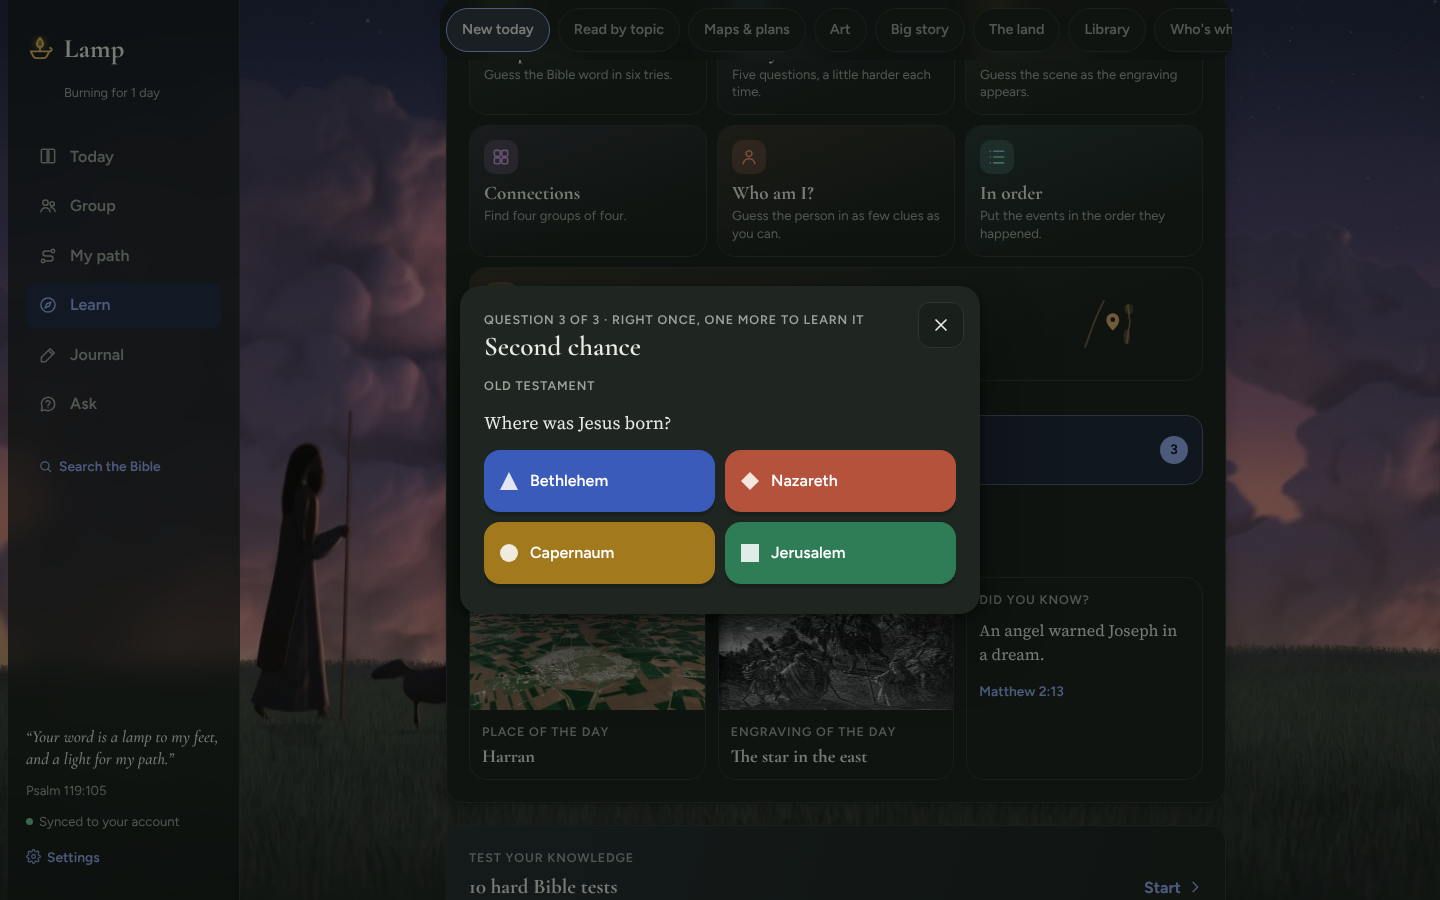 Lamp
Burning for 1 day
Today
Group
My path
Learn
Journal
Ask
Search the Bible
“Your word is a lamp to my feet,
and a light for my path.”
Psalm 119:105
Synced to your account
Settings
New today
Read by topic
Maps & plans
Art
Big story
The land
Library
Who's wh
Guess the Bible word in six tries.
Five questions, a little harder each
time.
Guess the scene as the engraving
appears.
Connections
Find four groups of four.
Who am I?
Guess the person in as few clues as
you can.
In order
Put the events in the order they
happened.
QUESTION 3 OF 3 · RIGHT ONCE, ONE MORE TO LEARN IT
Second chance
OLD TESTAMENT
Where was Jesus born?
Bethlehem
Nazareth
Capernaum
Jerusalem
3
PLACE OF THE DAY
Harran
ENGRAVING OF THE DAY
The star in the east
DID YOU KNOW?
An angel warned Joseph in
a dream.
Matthew 2:13
TEST YOUR KNOWLEDGE
10 hard Bible tests
Start